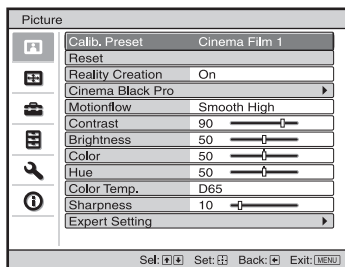 Picture
Calib. Preset Cinema Film 1
Reset
Reality Creation On
Cinema Black Pro
Motionflow Smooth High
Contrast 90
Brightness 50
Color 50
Hue 50
Color Temp. D65
Sharpness 10
Expert Setting
Sel: Set: Back: Exit: MENU